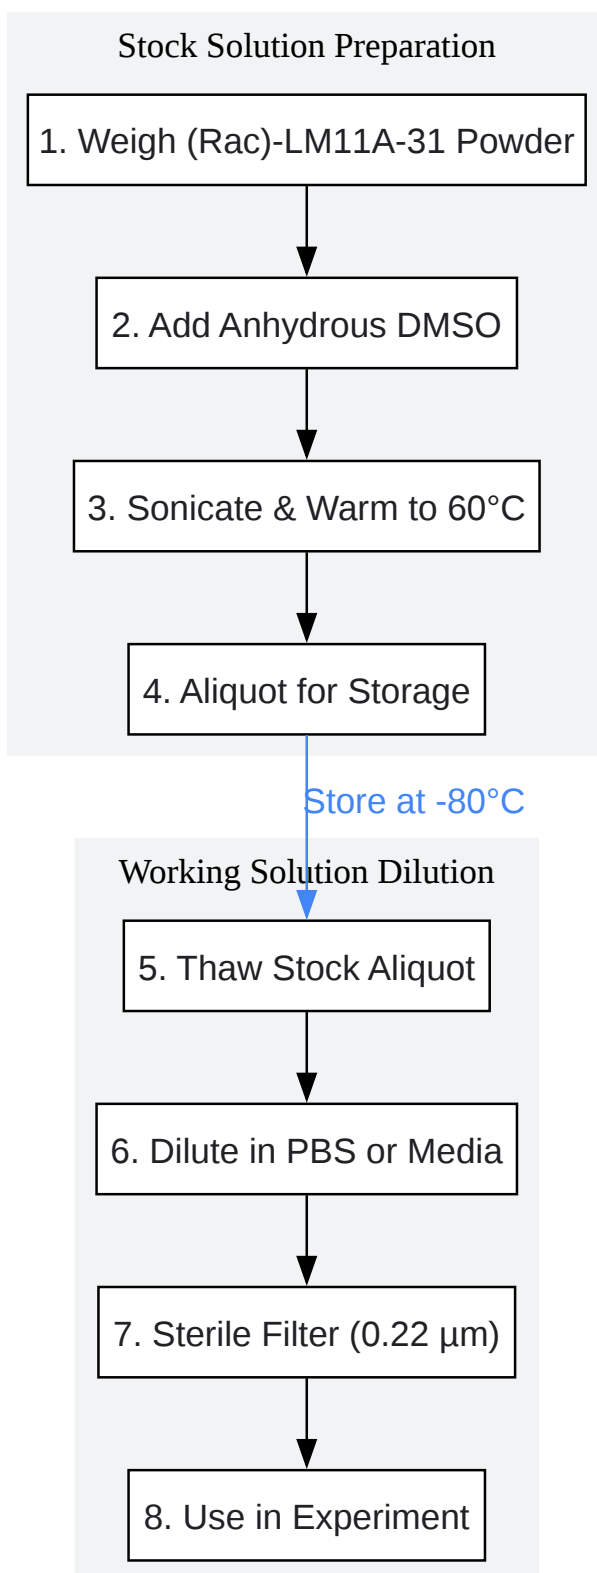 Stock Solution Preparation
1. Weigh (Rac)-LM11A-31 Powder
2. Add Anhydrous DMSO
3. Sonicate & Warm to 60°C
4. Aliquot for Storage
Store at -80°C
Working Solution Dilution
5. Thaw Stock Aliquot
6. Dilute in PBS or Media
7. Sterile Filter (0.22 µm)
8. Use in Experiment